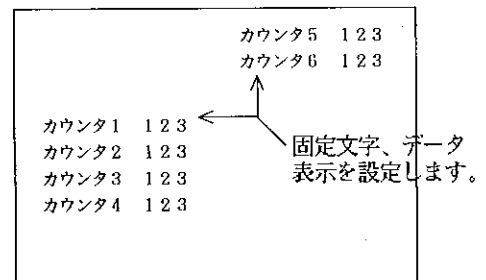 カウンタ5 123
カウンタ6 123
カウンタ1 123
カウンタ2 123
カウンタ3 123
カウンタ4 123
固定文字、データ
表示を設定します。